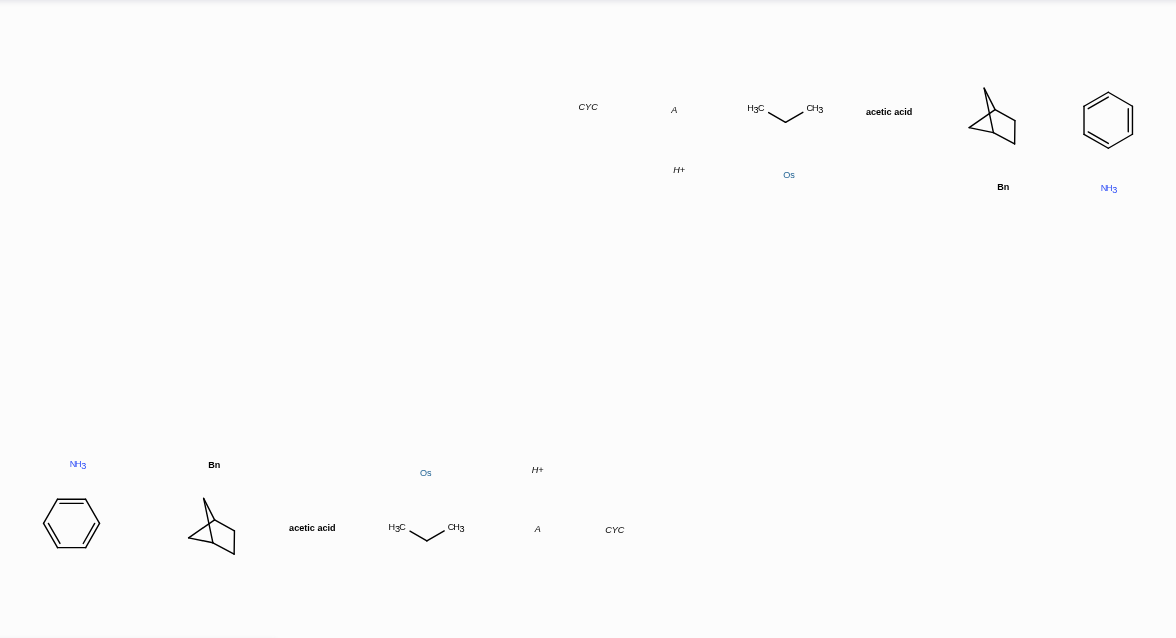 CYC A H₃C CH₃ acetic acid
H+ Os Bn NH₃
NH₃ Bn Os H+
acetic acid H₃C CH₃ A CYC